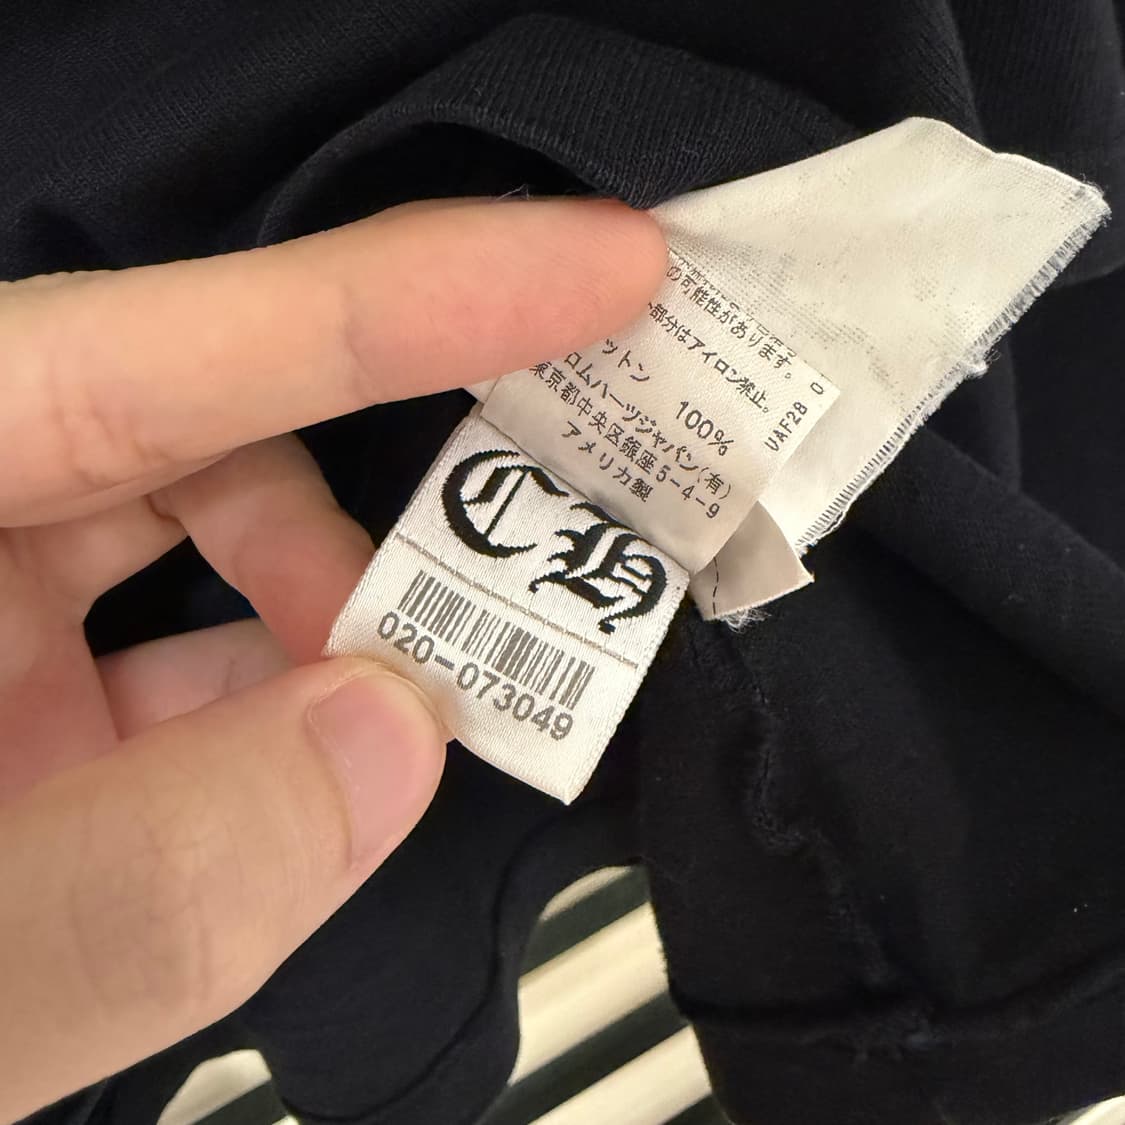 の可能性があります。
部分はアイロン禁止。
ットン 100%
ロムハーツジャパン(有)
東京都中央区銀座5-4-9
アメリカ製
VAF28 0
CH
020-073049